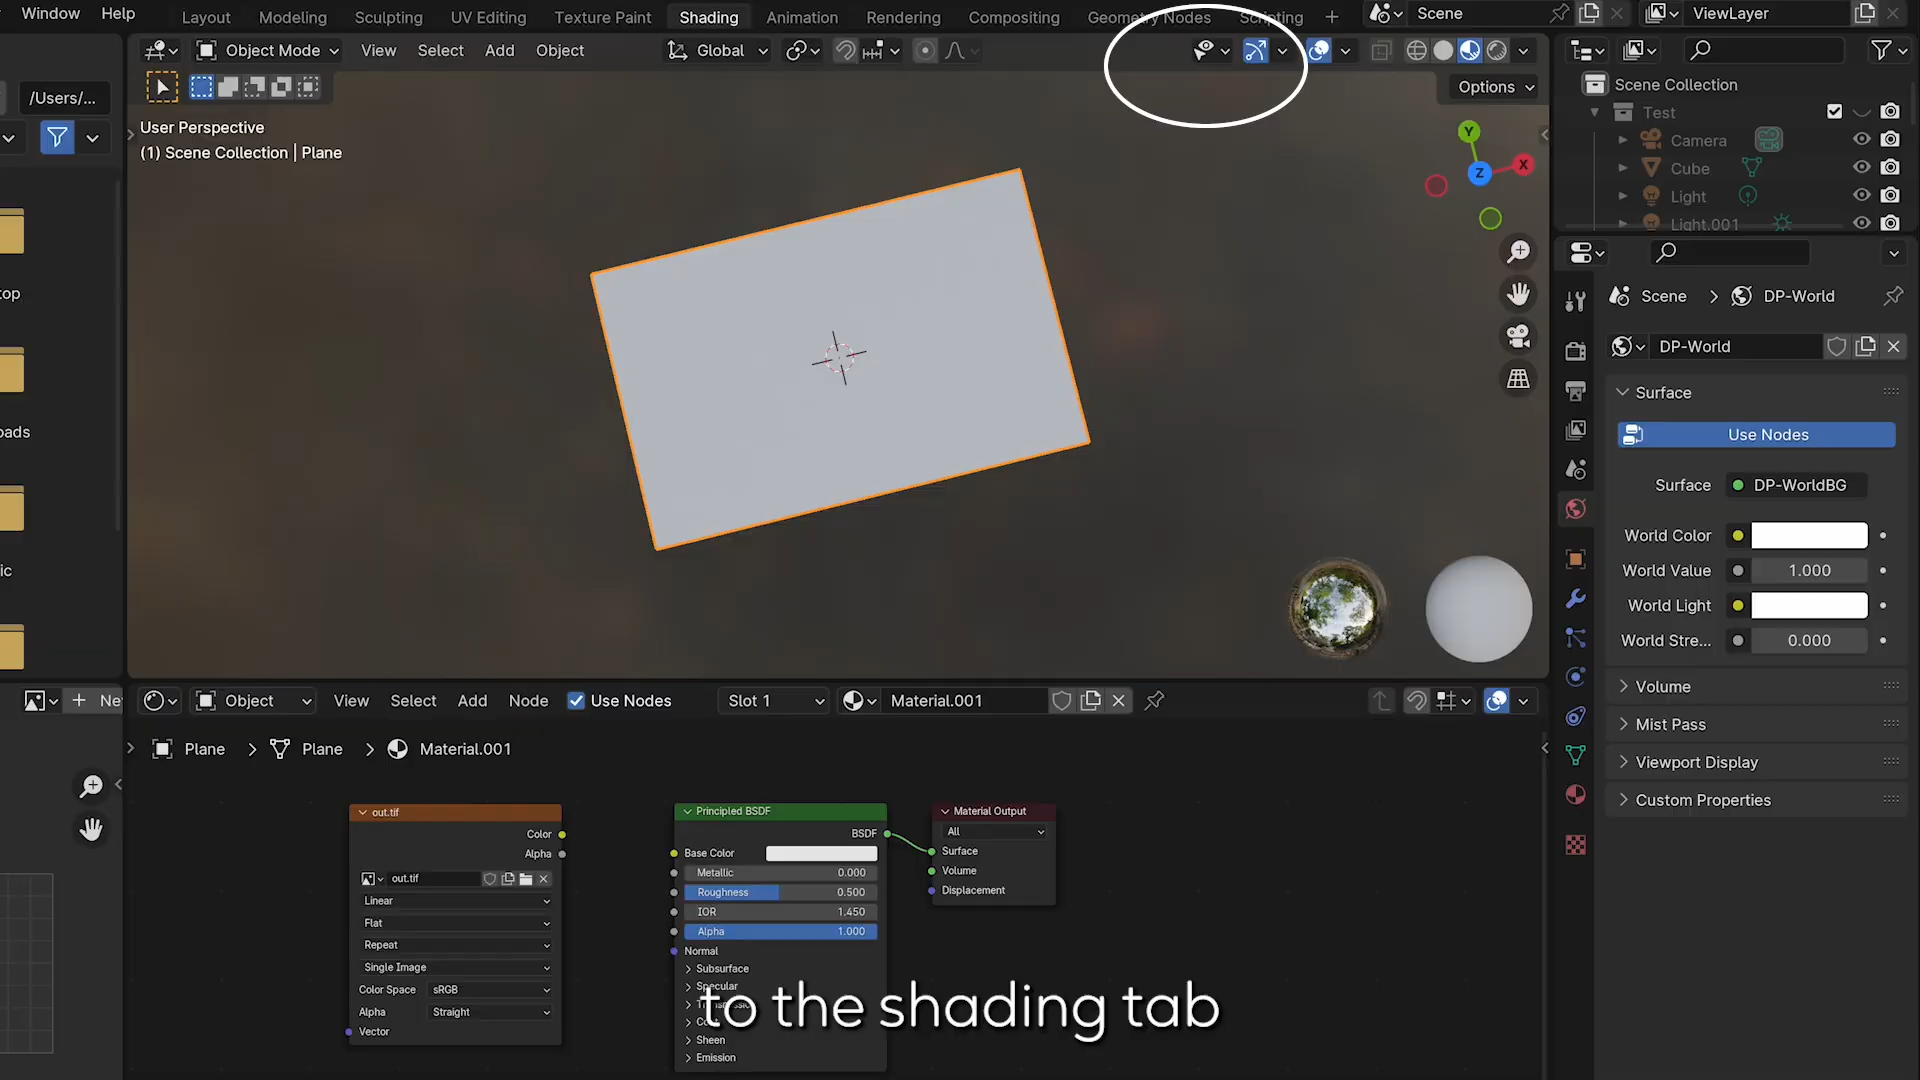 Window Help Layout Modeling Sculpting UV Editing Texture Paint Shading Animation Rendering Compositing Geometry Nodes Scripting + Scene ViewLayer
Object Mode View Select Add Object Global
Options
/Users/...
User Perspective
(1) Scene Collection | Plane
Y
X
Z
top
oads
ic
Scene Collection
Test
Camera
Cube
Light
Light.001
Scene > DP-World
DP-World
Surface
Use Nodes
Surface DP-WorldBG
World Color
World Value 1.000
World Light
World Stre... 0.000
Volume
Mist Pass
Viewport Display
Custom Properties
+ Ne
Object View Select Add Node Use Nodes Slot 1 Material.001
Plane > Plane > Material.001
out.tif
Color
Alpha
out.tif
Linear
Flat
Repeat
Single Image
Color Space sRGB
Alpha Straight
Vector
Principled BSDF
BSDF
Base Color
Metallic 0.000
Roughness 0.500
IOR 1.450
Alpha 1.000
Normal
Subsurface
Specular
Sheen
Emission
Material Output
All
Surface
Volume
Displacement
to the shading tab